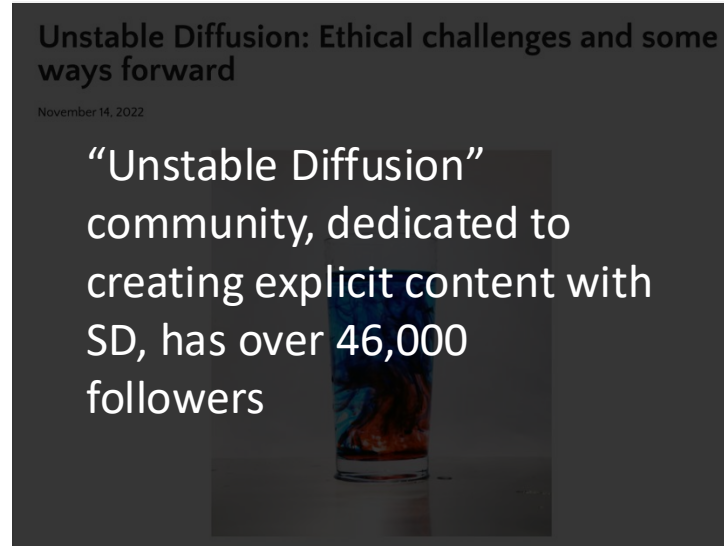 Unstable Diffusion: Ethical challenges and some
ways forward
November 14, 2022
“Unstable Diffusion”
community, dedicated to
creating explicit content with
SD, has over 46,000
followers